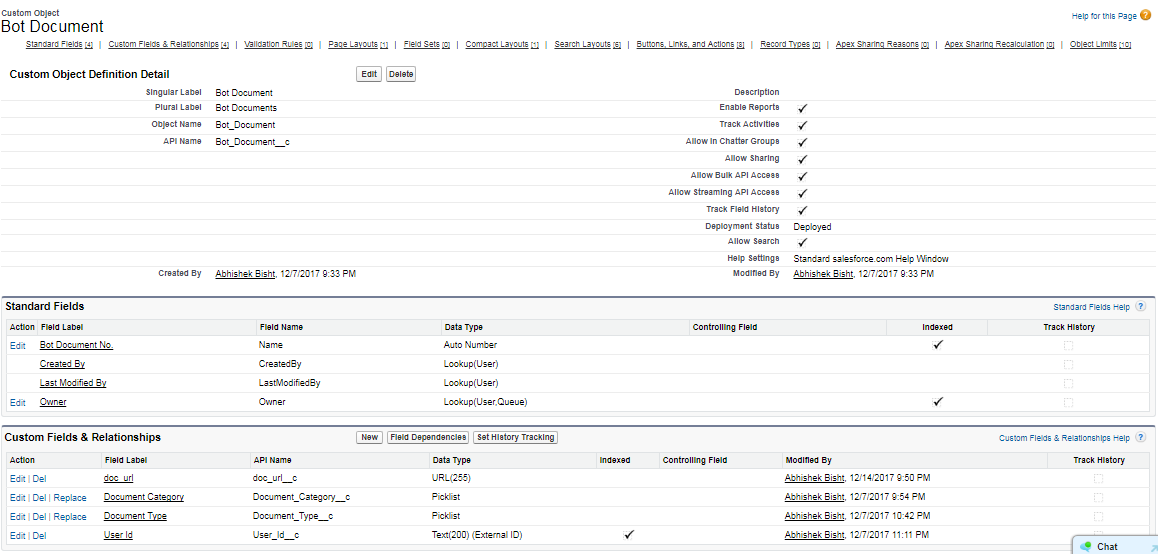 Custom Object
Bot Document
Help for this Page ?
Standard Fields [4] | Custom Fields & Relationships [4] | Validation Rules [0] | Page Layouts [1] | Field Sets [0] | Compact Layouts [1] | Search Layouts [6] | Buttons, Links, and Actions [8] | Record Types [0] | Apex Sharing Reasons [0] | Apex Sharing Recalculation [0] | Object Limits [10]
Custom Object Definition Detail Edit Delete
Singular Label Bot Document Description
Plural Label Bot Documents Enable Reports ✓
Object Name Bot_Document Track Activities ✓
API Name Bot_Document__c Allow in Chatter Groups ✓
Allow Sharing ✓
Allow Bulk API Access ✓
Allow Streaming API Access ✓
Track Field History ✓
Deployment Status Deployed
Allow Search ✓
Help Settings Standard salesforce.com Help Window
Created By Abhishek Bisht, 12/7/2017 9:33 PM Modified By Abhishek Bisht, 12/7/2017 9:33 PM
Standard Fields Standard Fields Help ?
Action Field Label Field Name Data Type Controlling Field Indexed Track History
Edit Bot Document No. Name Auto Number ✓
Created By CreatedBy Lookup(User)
Last Modified By LastModifiedBy Lookup(User)
Edit Owner Owner Lookup(User,Queue) ✓
Custom Fields & Relationships New Field Dependencies Set History Tracking Custom Fields & Relationships Help ?
Action Field Label API Name Data Type Indexed Controlling Field Modified By Track History
Edit | Del doc_url doc_url__c URL(255) Abhishek Bisht, 12/14/2017 9:50 PM
Edit | Del | Replace Document Category Document_Category__c Picklist Abhishek Bisht, 12/7/2017 9:54 PM
Edit | Del | Replace Document Type Document_Type__c Picklist Abhishek Bisht, 12/7/2017 10:42 PM
Edit | Del User Id User_Id__c Text(200) (External ID) ✓ Abhishek Bisht, 12/7/2017 11:11 PM
Chat